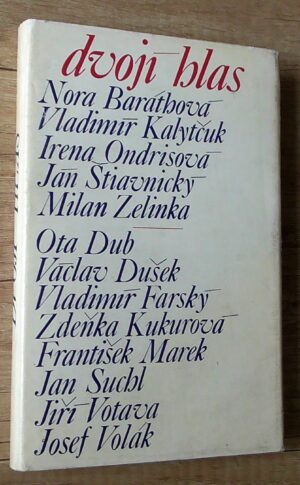 dvojí hlas
Nora Baráthová
Vladimír Kalytčuk
Irena Ondrisová
Ján Štiavnický
Milan Zelinka
Ota Dub
Václav Dušek
Vladimír Farský
Zdeňka Kukurová
František Marek
Jan Suchl
Jiří Votava
Josef Volák